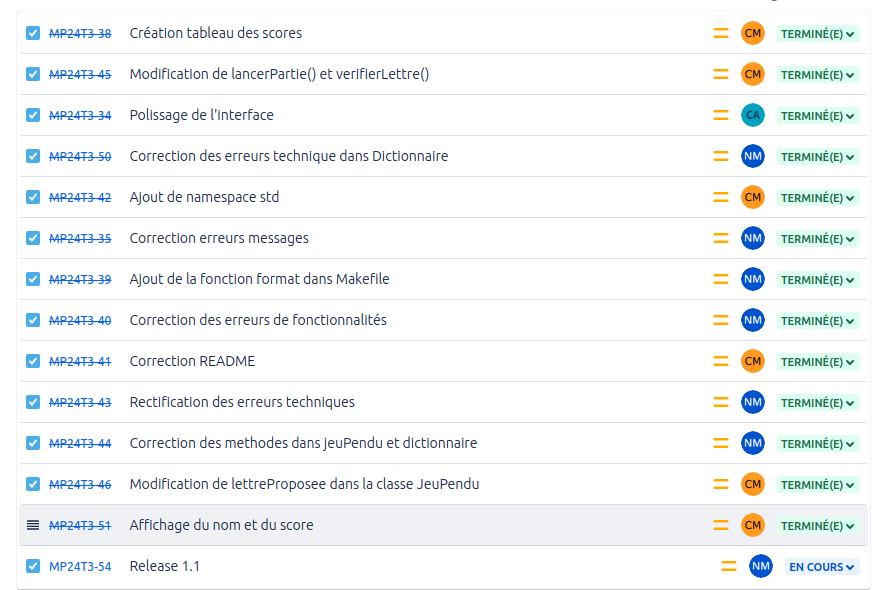 MP24T3-38 Création tableau des scores CM TERMINÉ(E)
MP24T3-45 Modification de lancerPartie() et verifierLettre() CM TERMINÉ(E)
MP24T3-34 Polissage de l'interface CA TERMINÉ(E)
MP24T3-50 Correction des erreurs technique dans Dictionnaire NM TERMINÉ(E)
MP24T3-42 Ajout de namespace std CM TERMINÉ(E)
MP24T3-35 Correction erreurs messages NM TERMINÉ(E)
MP24T3-39 Ajout de la fonction format dans Makefile NM TERMINÉ(E)
MP24T3-40 Correction des erreurs de fonctionnalités NM TERMINÉ(E)
MP24T3-41 Correction README CM TERMINÉ(E)
MP24T3-43 Rectification des erreurs techniques NM TERMINÉ(E)
MP24T3-44 Correction des methodes dans jeuPendu et dictionnaire NM TERMINÉ(E)
MP24T3-46 Modification de lettreProposee dans la classe JeuPendu CM TERMINÉ(E)
MP24T3-51 Affichage du nom et du score CM TERMINÉ(E)
MP24T3-54 Release 1.1 NM EN COURS